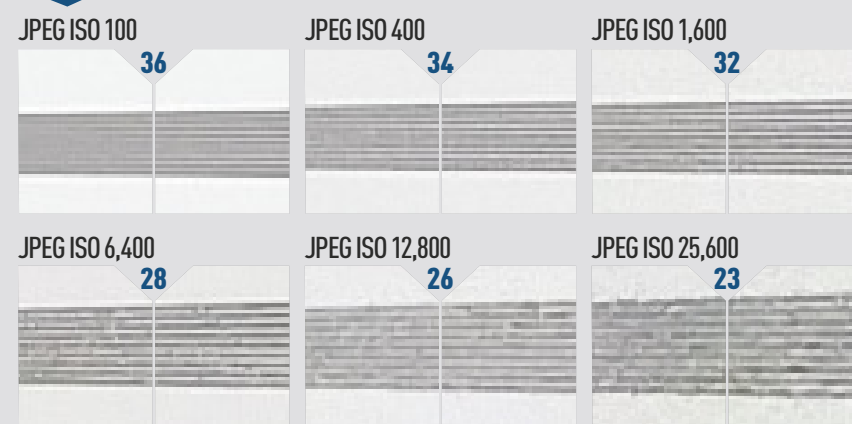 JPEG ISO 100
JPEG ISO 400
JPEG ISO 1,600
36
34
32
JPEG ISO 6,400
JPEG ISO 12,800
JPEG ISO 25,600
28
26
23